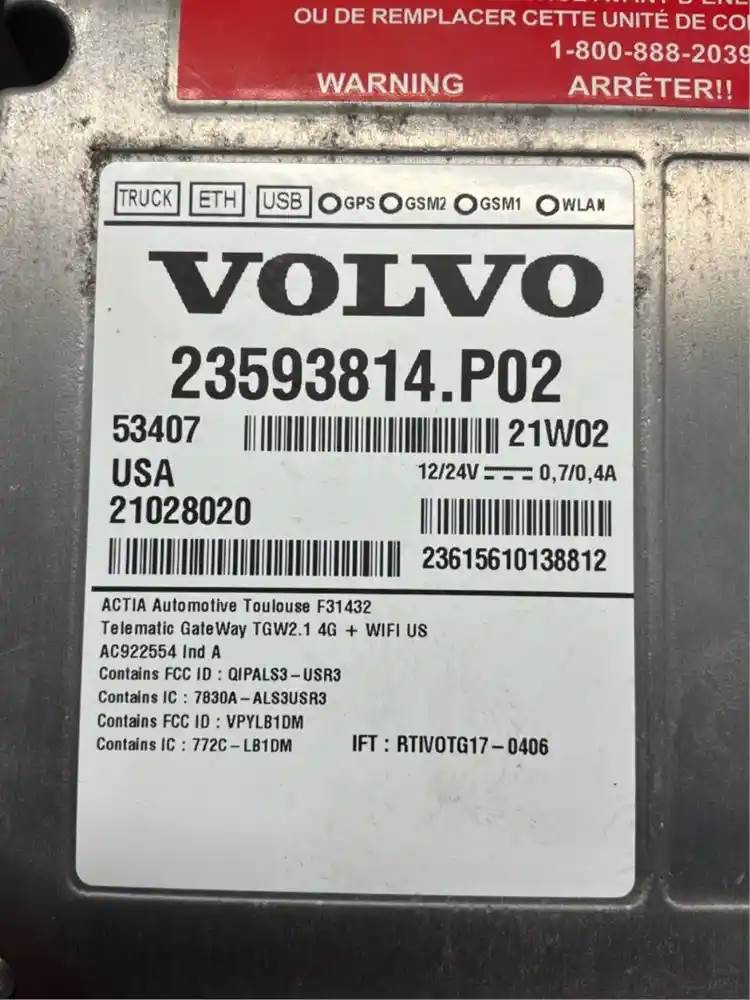 OU DE REMPLACER CETTE UNITÉ DE
1-800-888-2039
WARNING ARRÊTER!!
TRUCK ETH USB GPS GSM2 GSM1 WLAN
VOLVO
23593814.P02
53407 21W02
USA 12/24V 0,7/0,4A
21028020
23615610138812
ACTIA Automotive Toulouse F31432
Telematic GateWay TGW2.1 4G + WIFI US
AC922554 Ind A
Contains FCC ID : QIPALS3-USR3
Contains IC : 7830A-ALS3USR3
Contains FCC ID : VPYLB1DM
Contains IC : 772C-LB1DM IFT : RTIVOTG17-0406